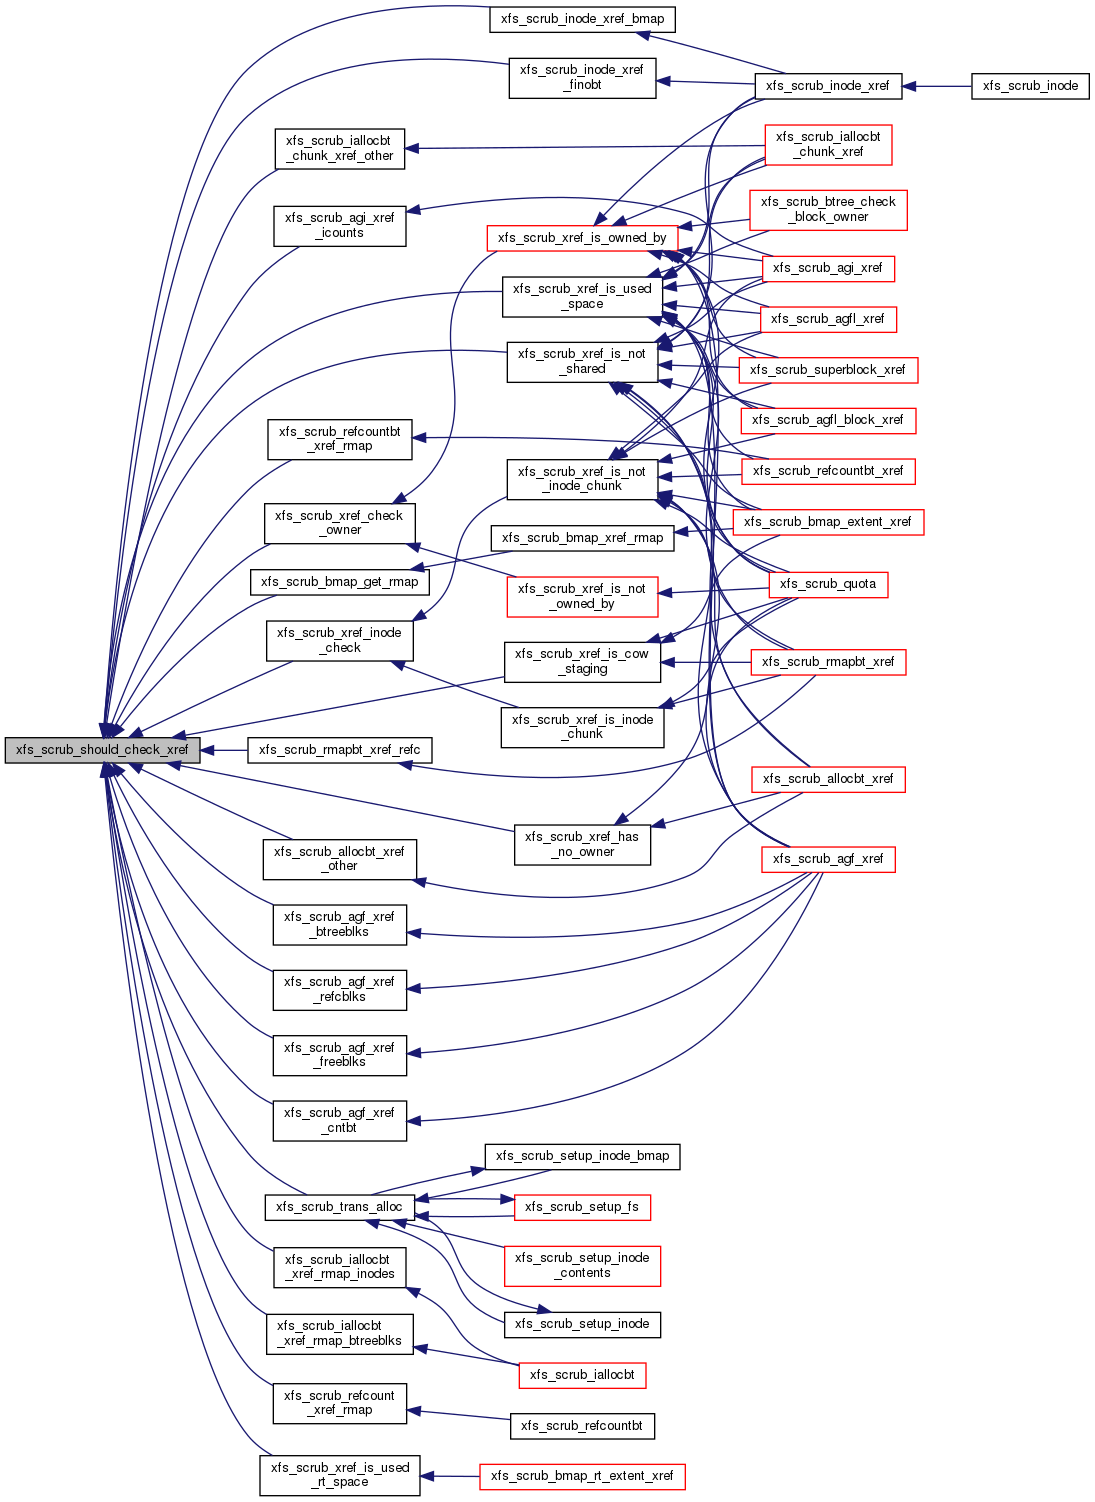 xfs_scrub_inode_xref_bmap
xfs_scrub_inode_xref
_finobt
xfs_scrub_inode_xref
xfs_scrub_inode
xfs_scrub_iallocbt
_chunk_xref_other
xfs_scrub_iallocbt
_chunk_xref
xfs_scrub_agi_xref
_icounts
xfs_scrub_btree_check
_block_owner
xfs_scrub_xref_is_owned_by
xfs_scrub_agi_xref
xfs_scrub_xref_is_used
_space
xfs_scrub_agfl_xref
xfs_scrub_xref_is_not
_shared
xfs_scrub_superblock_xref
xfs_scrub_refcountbt
_xref_rmap
xfs_scrub_agfl_block_xref
xfs_scrub_xref_is_not
_inode_chunk
xfs_scrub_refcountbt_xref
xfs_scrub_xref_check
_owner
xfs_scrub_bmap_xref_rmap
xfs_scrub_bmap_extent_xref
xfs_scrub_bmap_get_rmap
xfs_scrub_xref_is_not
_owned_by
xfs_scrub_quota
xfs_scrub_xref_inode
_check
xfs_scrub_xref_is_cow
_staging
xfs_scrub_rmapbt_xref
xfs_scrub_xref_is_inode
_chunk
xfs_scrub_should_check_xref
xfs_scrub_rmapbt_xref_refc
xfs_scrub_allocbt_xref
xfs_scrub_xref_has
_no_owner
xfs_scrub_allocbt_xref
_other
xfs_scrub_agf_xref
xfs_scrub_agf_xref
_btreeblks
xfs_scrub_agf_xref
_refcblks
xfs_scrub_agf_xref
_freeblks
xfs_scrub_agf_xref
_cntbt
xfs_scrub_setup_inode_bmap
xfs_scrub_trans_alloc
xfs_scrub_setup_fs
xfs_scrub_iallocbt
_xref_rmap_inodes
xfs_scrub_setup_inode
_contents
xfs_scrub_iallocbt
_xref_rmap_btreeblks
xfs_scrub_setup_inode
xfs_scrub_iallocbt
xfs_scrub_refcount
_xref_rmap
xfs_scrub_refcountbt
xfs_scrub_xref_is_used
_rt_space
xfs_scrub_bmap_rt_extent_xref